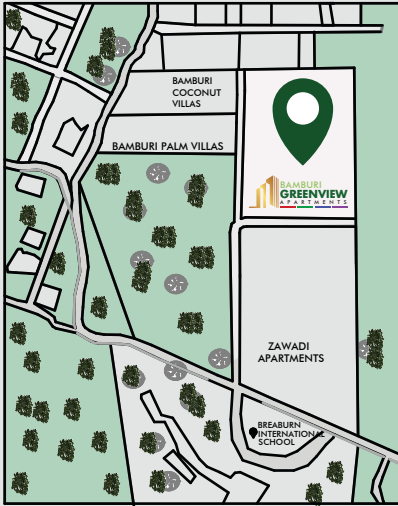 BAMBURI
COCONUT
VILLAS
BAMBURI PALM VILLAS
BAMBURI
GREENVIEW
APARTMENTS
ZAWADI
APARTMENTS
BREABURN
INTERNATIONAL
SCHOOL